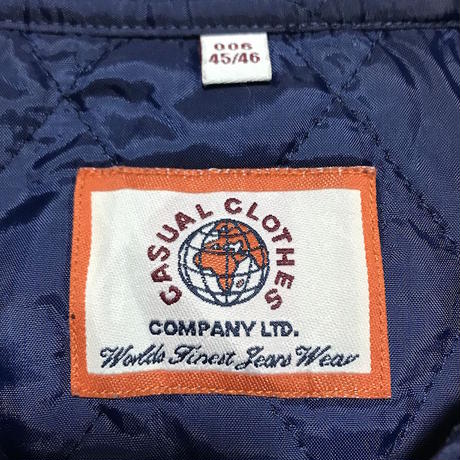 006
45/46
CASUAL CLOTHES
COMPANY LTD.
Worlds Finest Jeans Wear